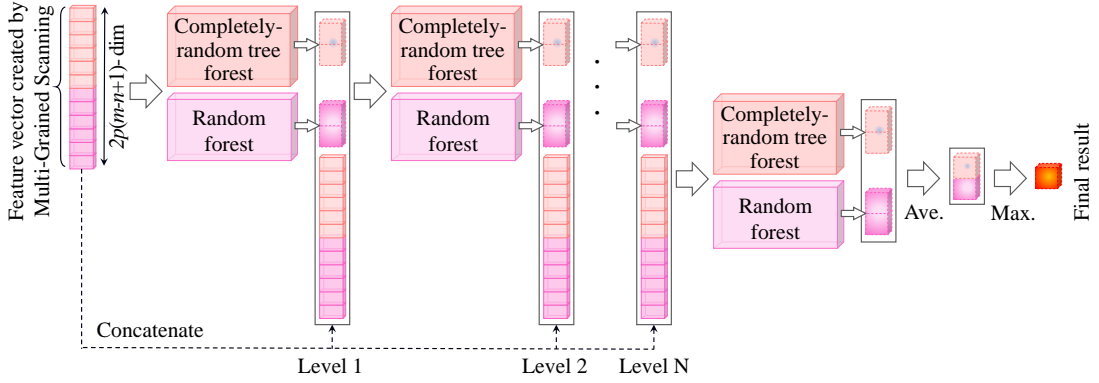 Feature vector created by
Multi-Grained Scanning
2p(m-n+1)- dim
Completely-
random tree
forest
Random
forest
Completely-
random tree
forest
Random
forest
Completely-
random tree
forest
Random
forest
Ave.
Max.
Final result
Concatenate
Level 1
Level 2
Level N